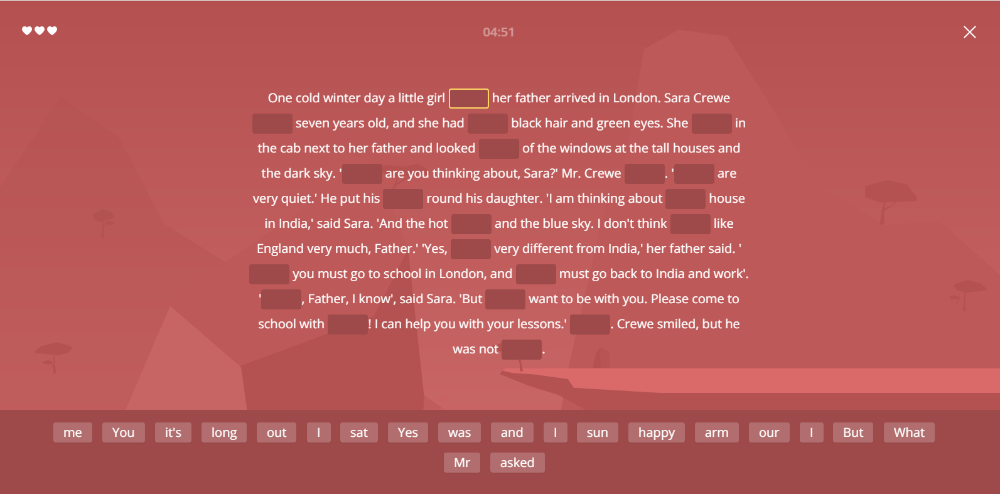 04:51
One cold winter day a little girl her father arrived in London. Sara Crewe
seven years old, and she had black hair and green eyes. She in
the cab next to her father and looked of the windows at the tall houses and
the dark sky. ' are you thinking about, Sara?' Mr. Crewe . ' are
very quiet.' He put his round his daughter. 'I am thinking about house
in India,' said Sara. 'And the hot and the blue sky. I don't think like
England very much, Father.' 'Yes, very different from India,' her father said. '
you must go to school in London, and must go back to India and work'.
' , Father, I know', said Sara. 'But want to be with you. Please come to
school with ! I can help you with your lessons.' . Crewe smiled, but he
was not .
me You it's long out I sat Yes was and I sun happy arm our I But What
Mr asked